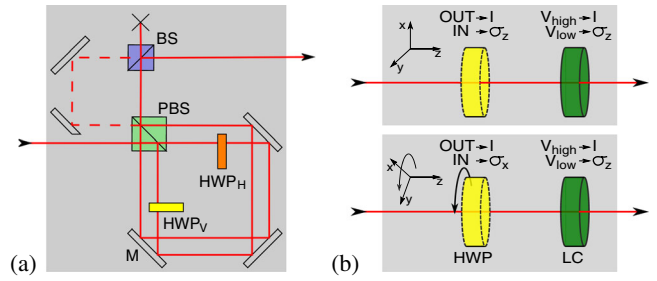 BS
PBS
HWP_H
HWP_V
M
(a)
OUT→I V_high→I
IN →σ_z V_low→σ_z
x
y z
OUT→I V_high→I
IN →σ_x V_low→σ_z
x
y z
HWP LC
(b)